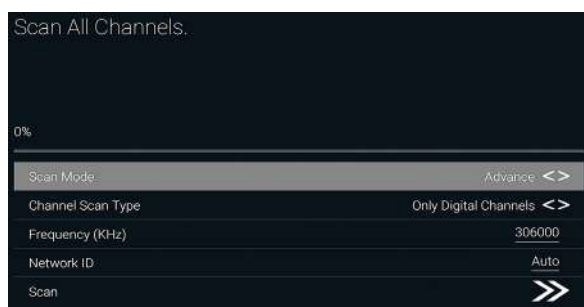 Scan All Channels.
0%
Scan Mode Advance <>
Channel Scan Type Only Digital Channels <>
Frequency (KHz) 306000
Network ID Auto
Scan >>